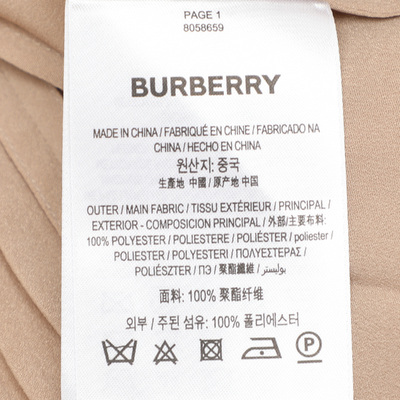 PAGE 1
8058659
BURBERRY
MADE IN CHINA / FABRIQUÉ EN CHINE / FABRICADO NA
CHINA / HECHO EN CHINA
원산지: 중국
生產地 中國 / 原产地 中国
OUTER / MAIN FABRIC / TISSU EXTÉRIEUR / PRINCIPAL /
EXTERIOR - COMPOSICION PRINCIPAL / 外部/主要布料:
100% POLYESTER / POLIESTERE / POLIÉSTER / poliester /
POLIESTER / POLYESTERI / ΠΟΛΥΕΣΤΕΡΑΣ /
POLIÉSZTER / ПЭ / 聚酯纖維 / بوليستر
面料: 100% 聚酯纤维
외부 / 주된 섬유: 100% 폴리에스터
P